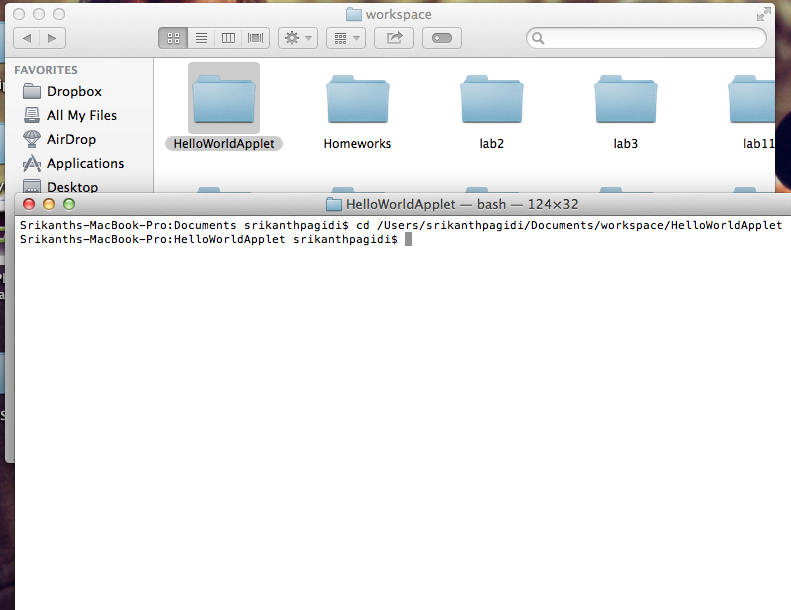 workspace
FAVORITES
Dropbox
All My Files
AirDrop
Applications
Desktop
HelloWorldApplet
Homeworks
lab2
lab3
lab11
HelloWorldApplet — bash — 124×32
Srikanths-MacBook-Pro:Documents srikanthpagidi$ cd /Users/srikanthpagidi/Documents/workspace/HelloWorldApplet
Srikanths-MacBook-Pro:HelloWorldApplet srikanthpagidi$